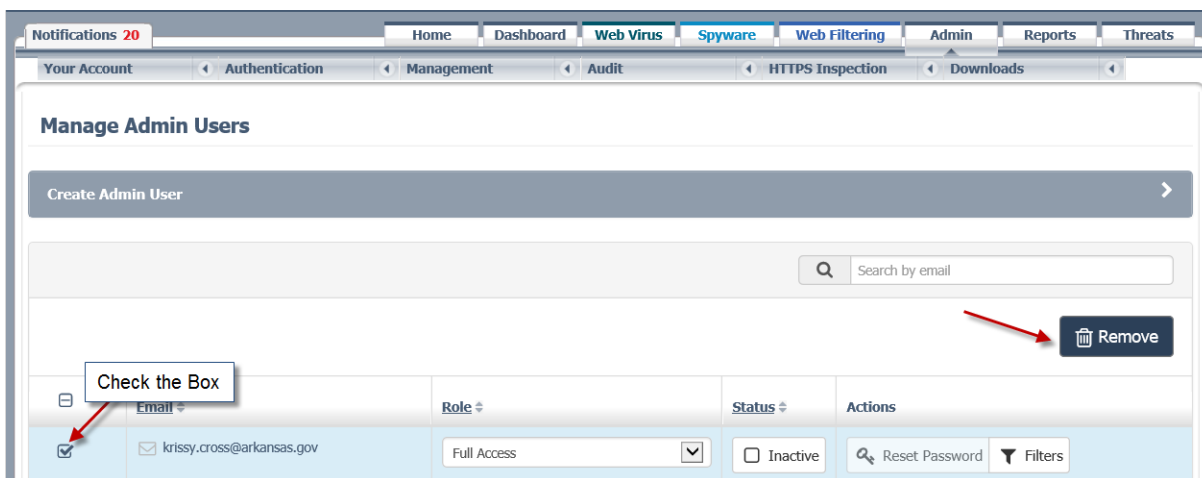 Notifications 20 Home Dashboard Web Virus Spyware Web Filtering Admin Reports Threats
Your Account Authentication Management Audit HTTPS Inspection Downloads
Manage Admin Users
Create Admin User
Search by email
Remove
Check the Box
Email Role Status Actions
krissy.cross@arkansas.gov Full Access Inactive Reset Password Filters